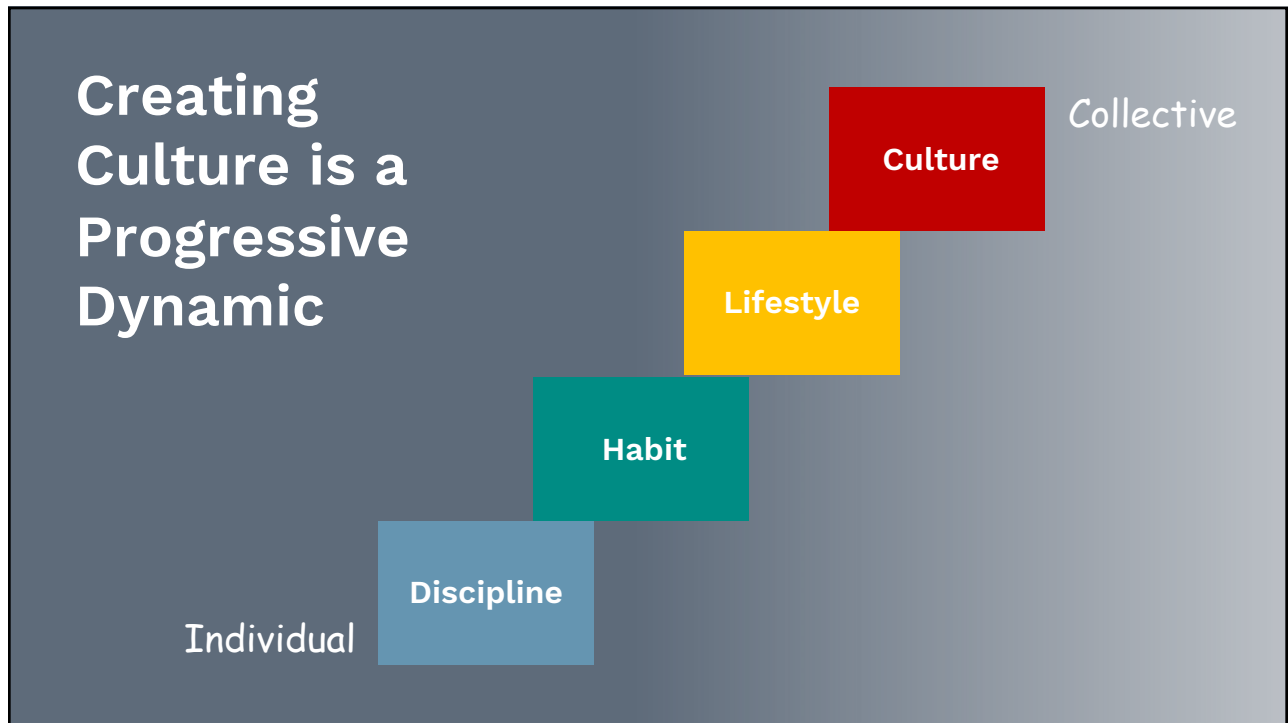 Creating
Culture is a
Progressive
Dynamic
Collective
Culture
Lifestyle
Habit
Discipline
Individual